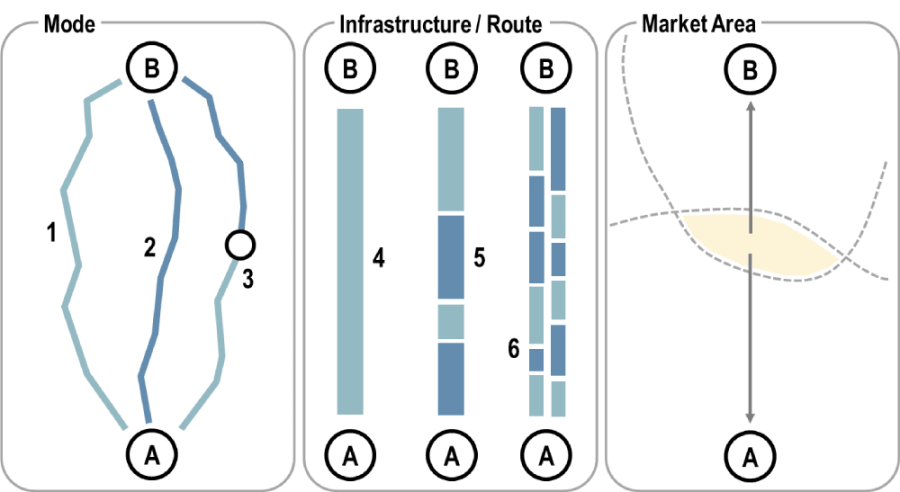 Mode
B
1
2
3
A
Infrastructure / Route
B B B
4
5
6
A A A
Market Area
B
A